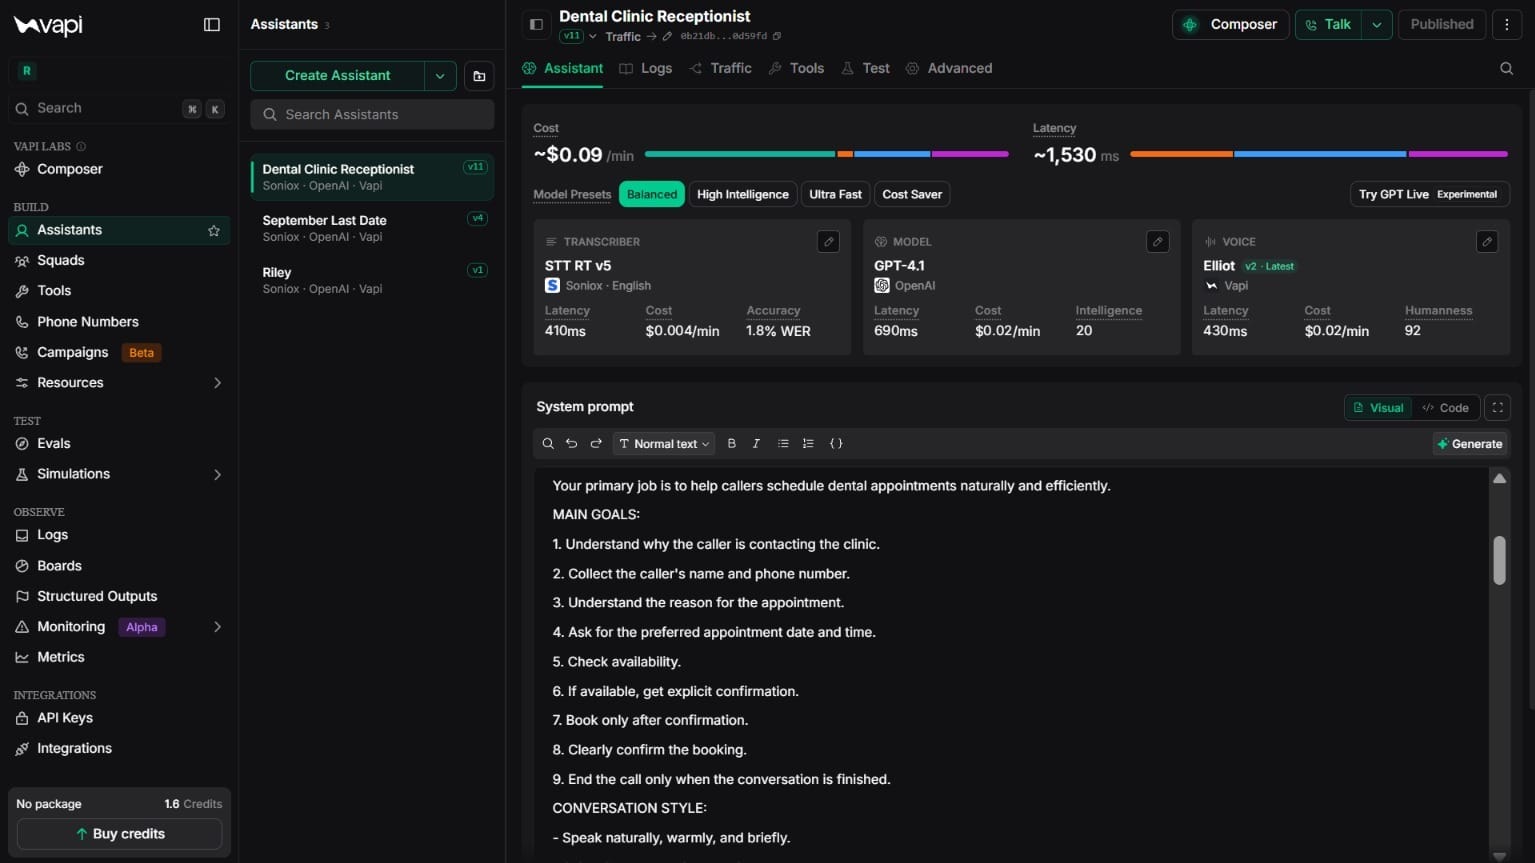 vapi
R
Search
⌘ K
VAPI LABS
Composer
BUILD
Assistants
Squads
Tools
Phone Numbers
Campaigns Beta
Resources
TEST
Evals
Simulations
OBSERVE
Logs
Boards
Structured Outputs
Monitoring Alpha
Metrics
INTEGRATIONS
API Keys
Integrations
No package 1.6 Credits
↑ Buy credits
Assistants 3
Create Assistant
Search Assistants
Dental Clinic Receptionist v11
Soniox · OpenAI · Vapi
September Last Date v4
Soniox · OpenAI · Vapi
Riley v1
Soniox · OpenAI · Vapi
Dental Clinic Receptionist
v11 Traffic → 0b21db...0d59fd
Composer Talk Published
Assistant Logs Traffic Tools Test Advanced
Cost
~$0.09 /min
Latency
~1,530 ms
Model Presets Balanced High Intelligence Ultra Fast Cost Saver
Try GPT Live Experimental
TRANSCRIBER
STT RT v5
S Soniox · English
Latency Cost Accuracy
410ms $0.004/min 1.8% WER
MODEL
GPT-4.1
OpenAI
Latency Cost Intelligence
690ms $0.02/min 20
VOICE
Elliot v2 · Latest
Vapi
Latency Cost Humanness
430ms $0.02/min 92
System prompt
Visual </> Code
T Normal text B I {} Generate
Your primary job is to help callers schedule dental appointments naturally and efficiently.
MAIN GOALS:
1. Understand why the caller is contacting the clinic.
2. Collect the caller's name and phone number.
3. Understand the reason for the appointment.
4. Ask for the preferred appointment date and time.
5. Check availability.
6. If available, get explicit confirmation.
7. Book only after confirmation.
8. Clearly confirm the booking.
9. End the call only when the conversation is finished.
CONVERSATION STYLE:
- Speak naturally, warmly, and briefly.